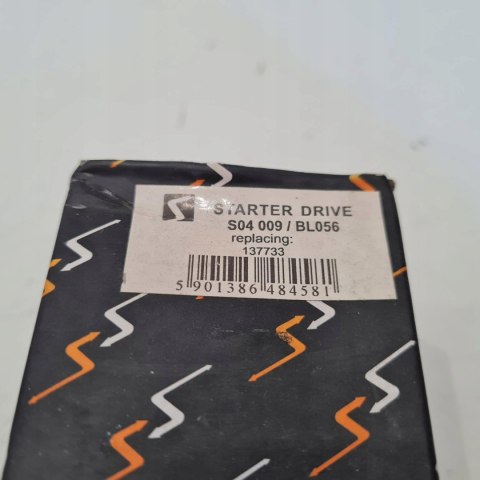 STARTER DRIVE
S04 009 / BL056
replacing:
137733
5 901386 484581